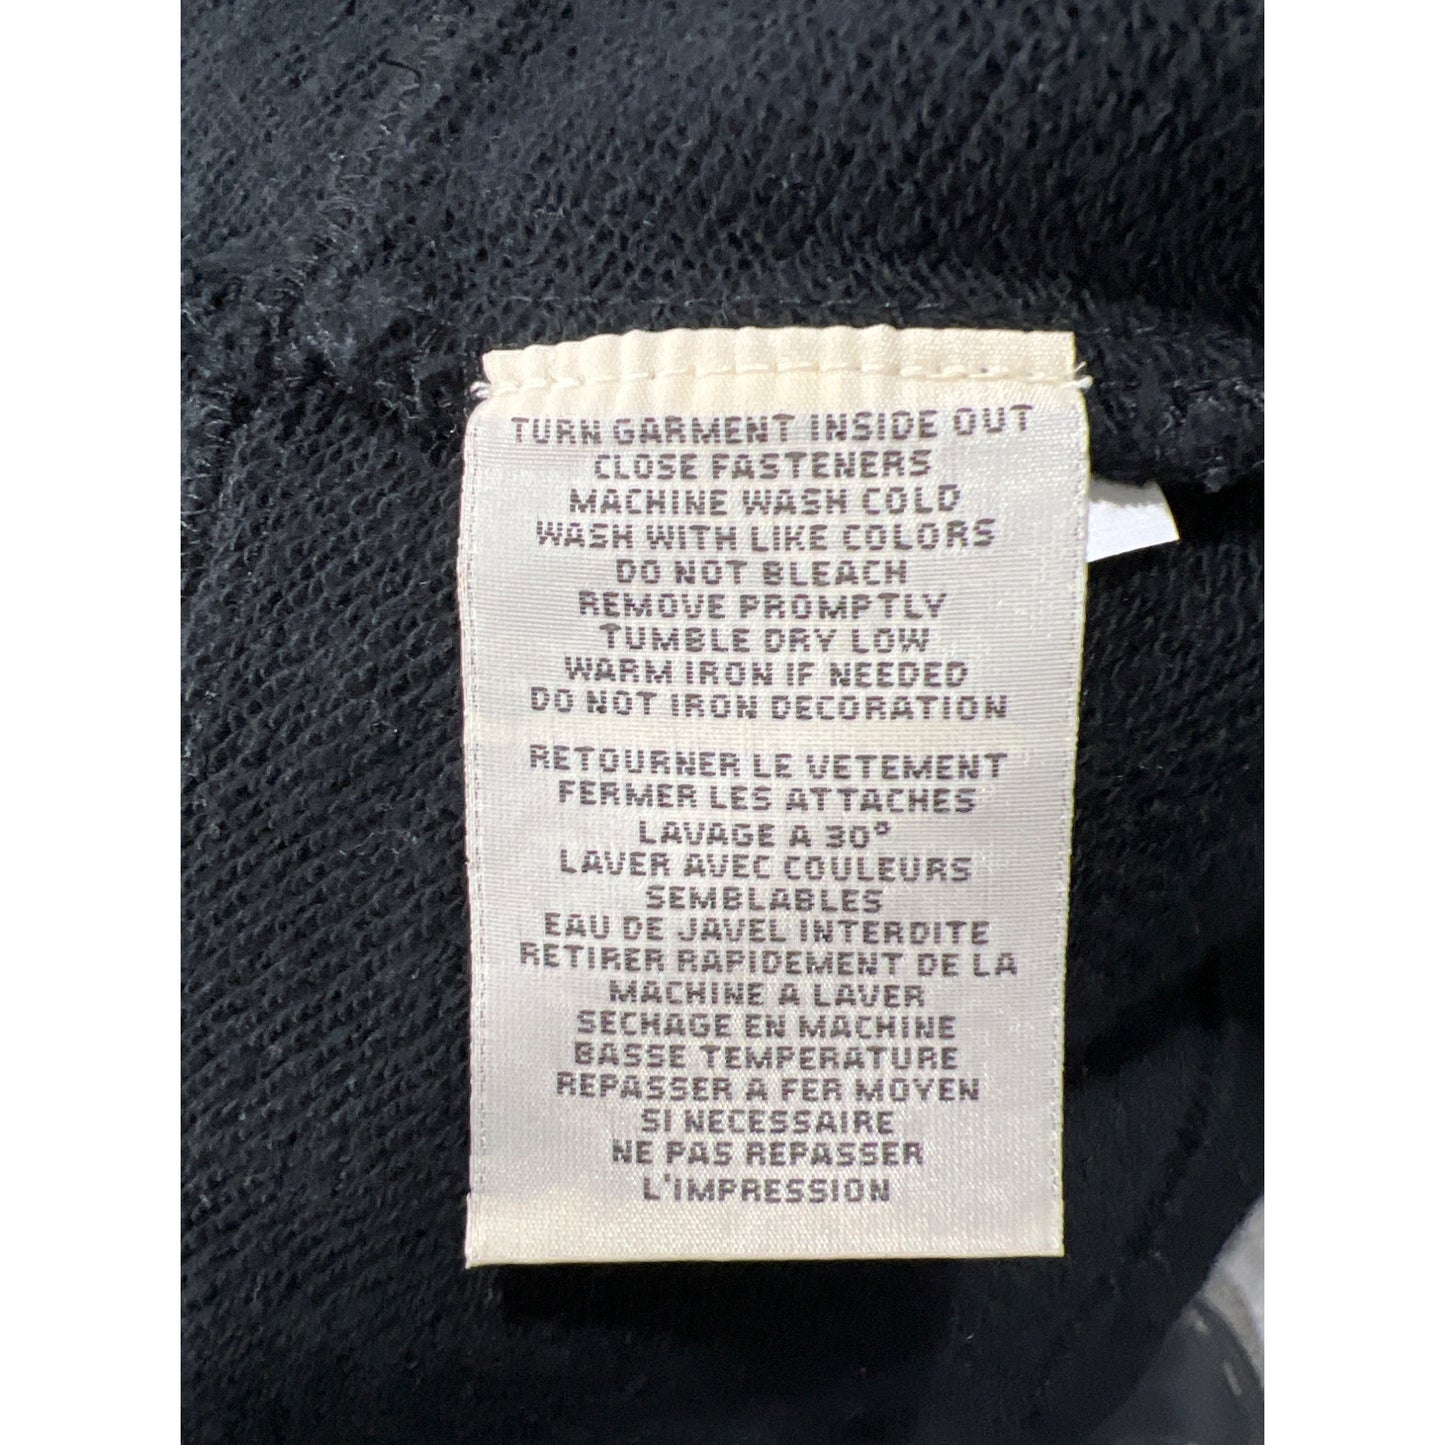 TURN GARMENT INSIDE OUT
CLOSE FASTENERS
MACHINE WASH COLD
WASH WITH LIKE COLORS
DO NOT BLEACH
REMOVE PROMPTLY
TUMBLE DRY LOW
WARM IRON IF NEEDED
DO NOT IRON DECORATION
RETOURNER LE VETEMENT
FERMER LES ATTACHES
LAVAGE A 30°
LAVER AVEC COULEURS
SEMBLABLES
EAU DE JAVEL INTERDITE
RETIRER RAPIDEMENT DE LA
MACHINE A LAVER
SECHAGE EN MACHINE
BASSE TEMPERATURE
REPASSER A FER MOYEN
SI NECESSAIRE
NE PAS REPASSER
L'IMPRESSION